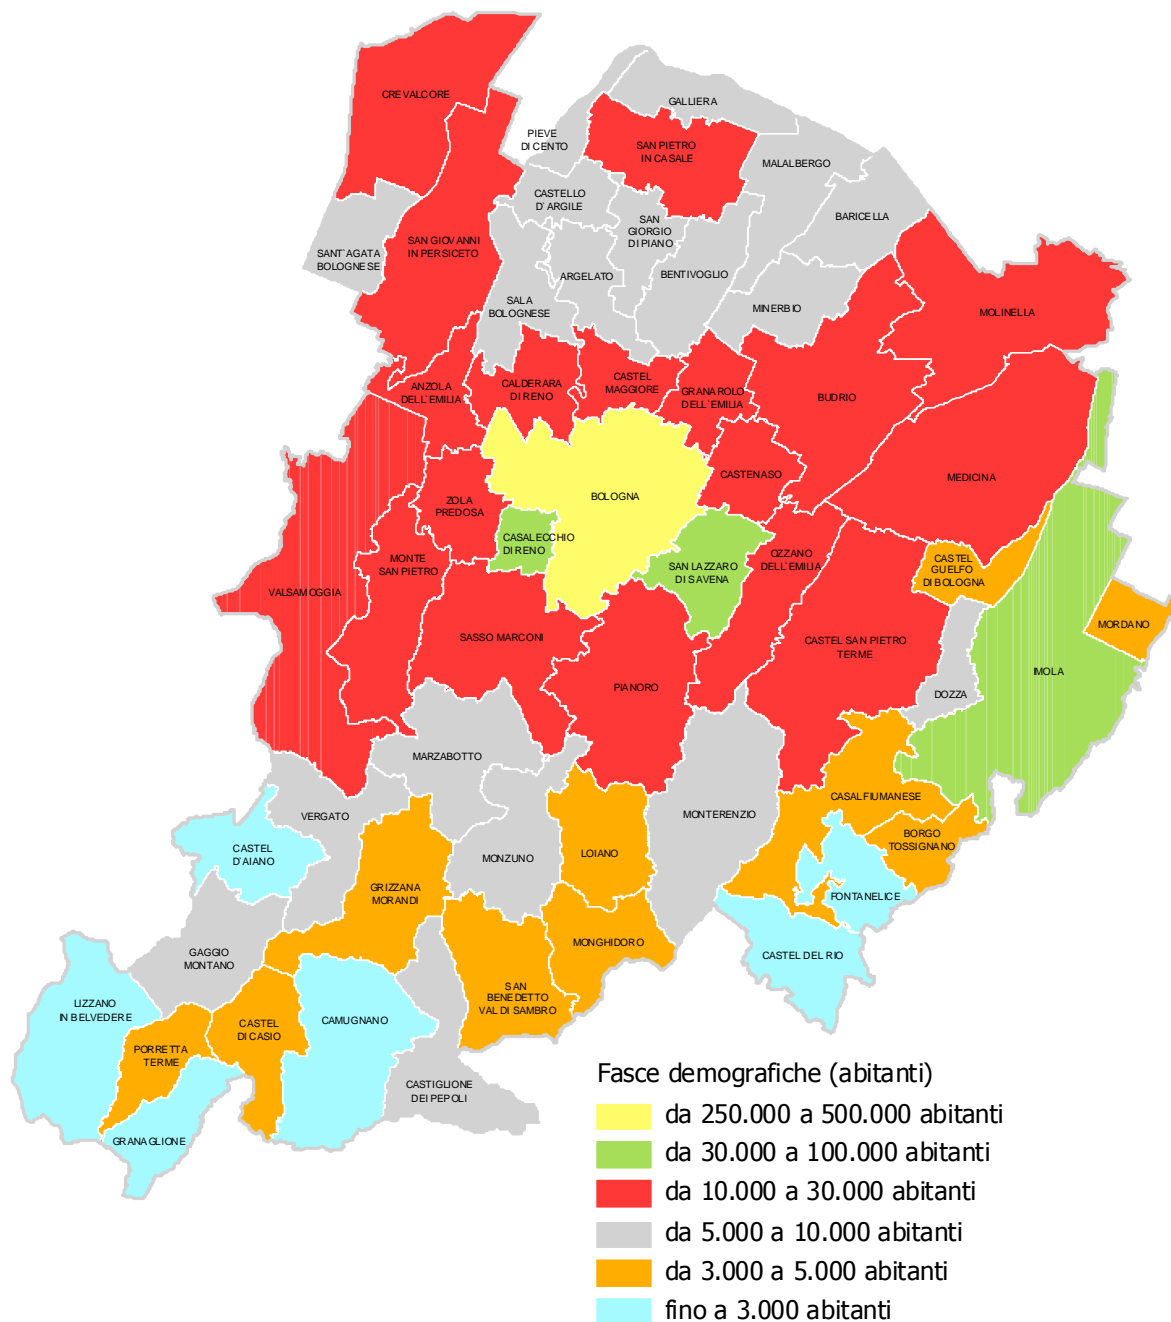 CREVALCORE
GALLIERA
PIEVE
DI CENTO
SAN PIETRO
IN CASALE
MALALBERGO
CASTELLO
D`ARGILE
BARICELLA
SAN
GIORGIO
DI PIANO
SANT`AGATA
BOLOGNESE
SAN GIOVANNI
IN PERSICETO
ARGELATO
BENTIVOGLIO
SALA
BOLOGNESE
MINERBIO
MOLINELLA
ANZOLA
DELL`EMILIA
CALDERARA
DI RENO
CASTEL
MAGGIORE
GRANAROLO
DELL`EMILIA
BUDRIO
CASTENASO
MEDICINA
ZOLA
PREDOSA
BOLOGNA
CASALECCHIO
DI RENO
VALSAMOGGIA
MONTE
SAN PIETRO
SAN LAZZARO
DI SAVENA
OZZANO
DELL`EMILIA
CASTEL
GUELFO
DI BOLOGNA
MORDANO
SASSO MARCONI
CASTEL SAN PIETRO
TERME
IMOLA
PIANORO
DOZZA
MARZABOTTO
VERGATO
MONTERENZIO
CASALFIUMANESE
CASTEL
D'AIANO
MONZUNO
LOIANO
BORGO
TOSSIGNANO
GRIZZANA
MORANDI
FONTANELICE
GAGGIO
MONTANO
MONGHIDORO
CASTEL DEL RIO
LIZZANO
IN BELVEDERE
SAN
BENEDETTO
VAL DI SAMBRO
CASTEL
DI CASIO
CAMUGNANO
PORRETTA
TERME
CASTIGLIONE
DEI PEPOLI
GRANAGLIONE
Fasce demografiche (abitanti)
da 250.000 a 500.000 abitanti
da 30.000 a 100.000 abitanti
da 10.000 a 30.000 abitanti
da 5.000 a 10.000 abitanti
da 3.000 a 5.000 abitanti
fino a 3.000 abitanti